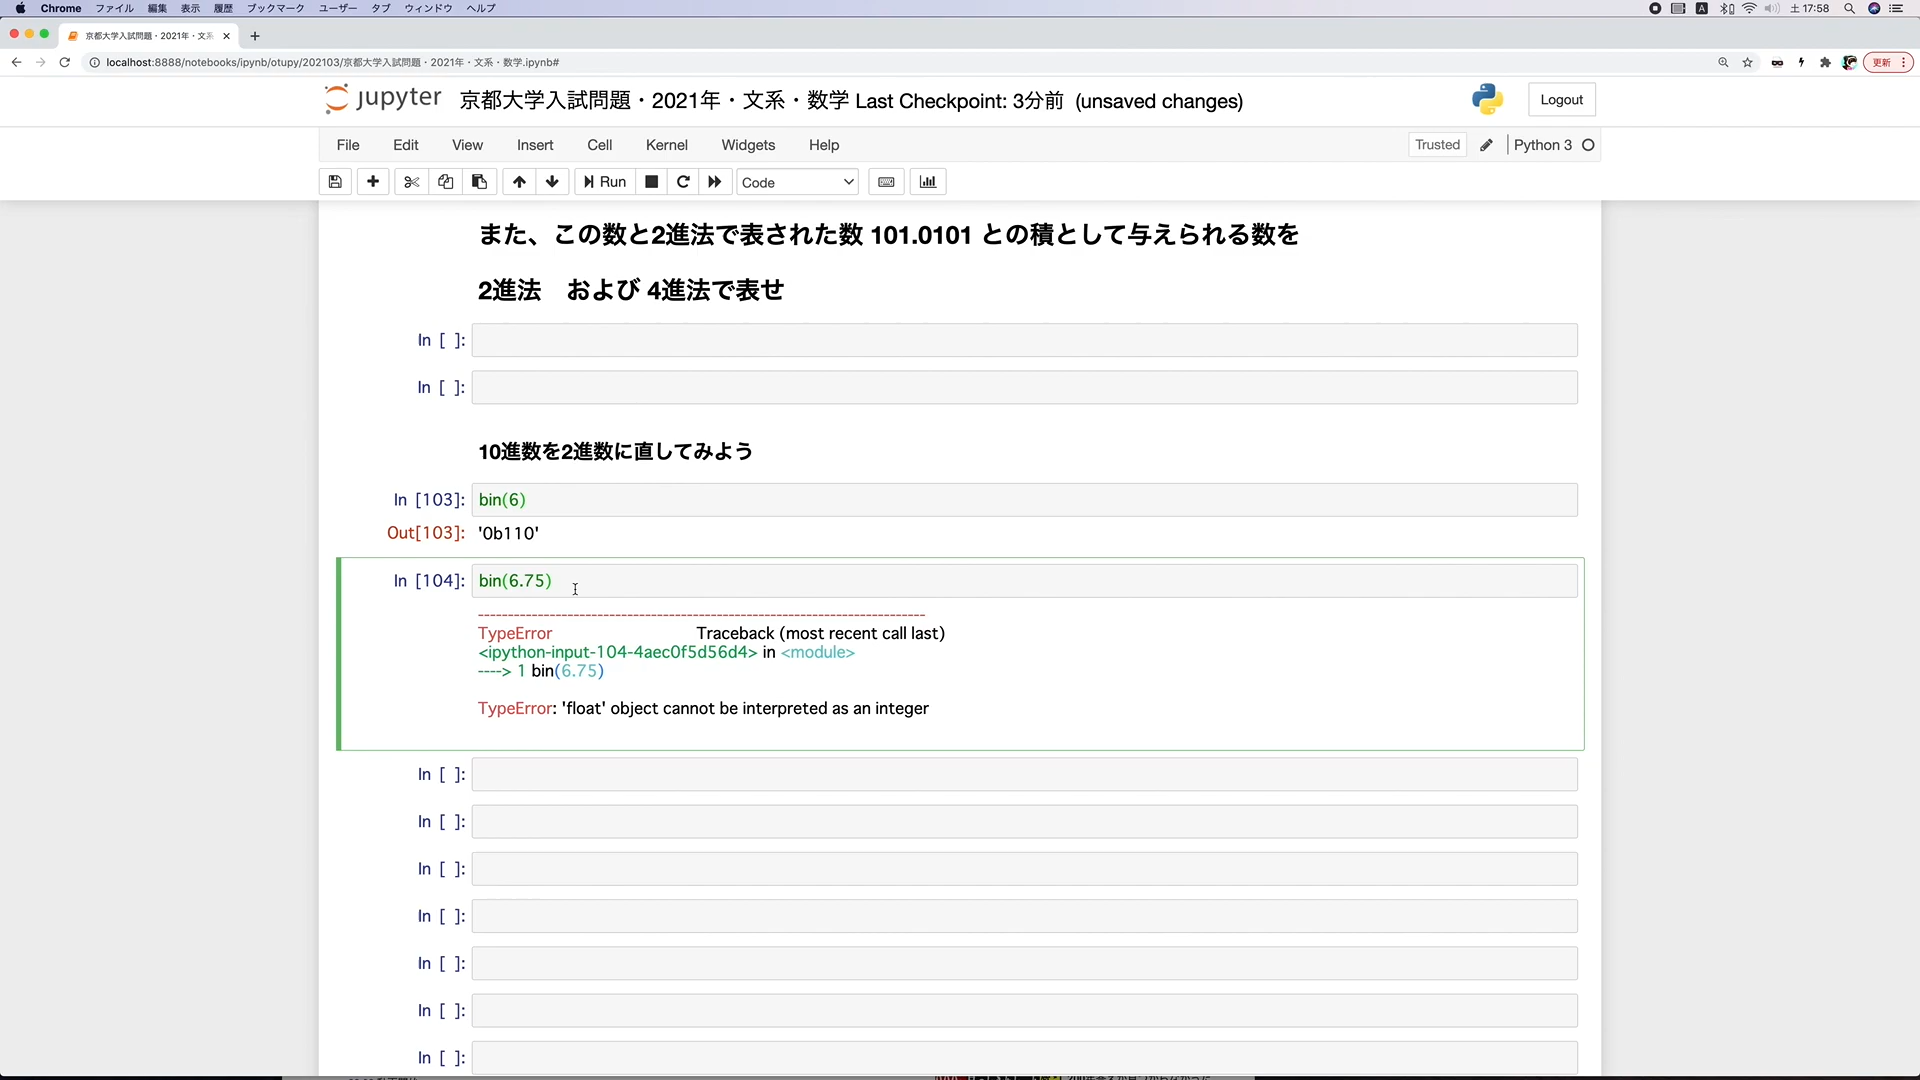 Chrome ファイル 編集 表示 履歴 ブックマーク ユーザー タブ ウィンドウ ヘルプ
A 土 17:58
京都大学入試問題・2021年・文系
localhost:8888/notebooks/ipynb/otupy/202103/京都大学入試問題・2021年・文系・数学.ipynb#
更新
jupyter 京都大学入試問題・2021年・文系・数学 Last Checkpoint: 3分前 (unsaved changes)
Logout
File Edit View Insert Cell Kernel Widgets Help
Trusted Python 3
Run Code
また、この数と2進法で表された数 101.0101 との積として与えられる数を
2進法 および 4進法で表せ
In [ ]:
In [ ]:
10進数を2進数に直してみよう
In [103]: bin(6)
Out[103]: '0b110'
In [104]: bin(6.75)
---------------------------------------------------------------------------
TypeError Traceback (most recent call last)
<ipython-input-104-4aec0f5d56d4> in <module>
----> 1 bin(6.75)
TypeError: 'float' object cannot be interpreted as an integer
In [ ]:
In [ ]:
In [ ]:
In [ ]:
In [ ]:
In [ ]:
In [ ]: